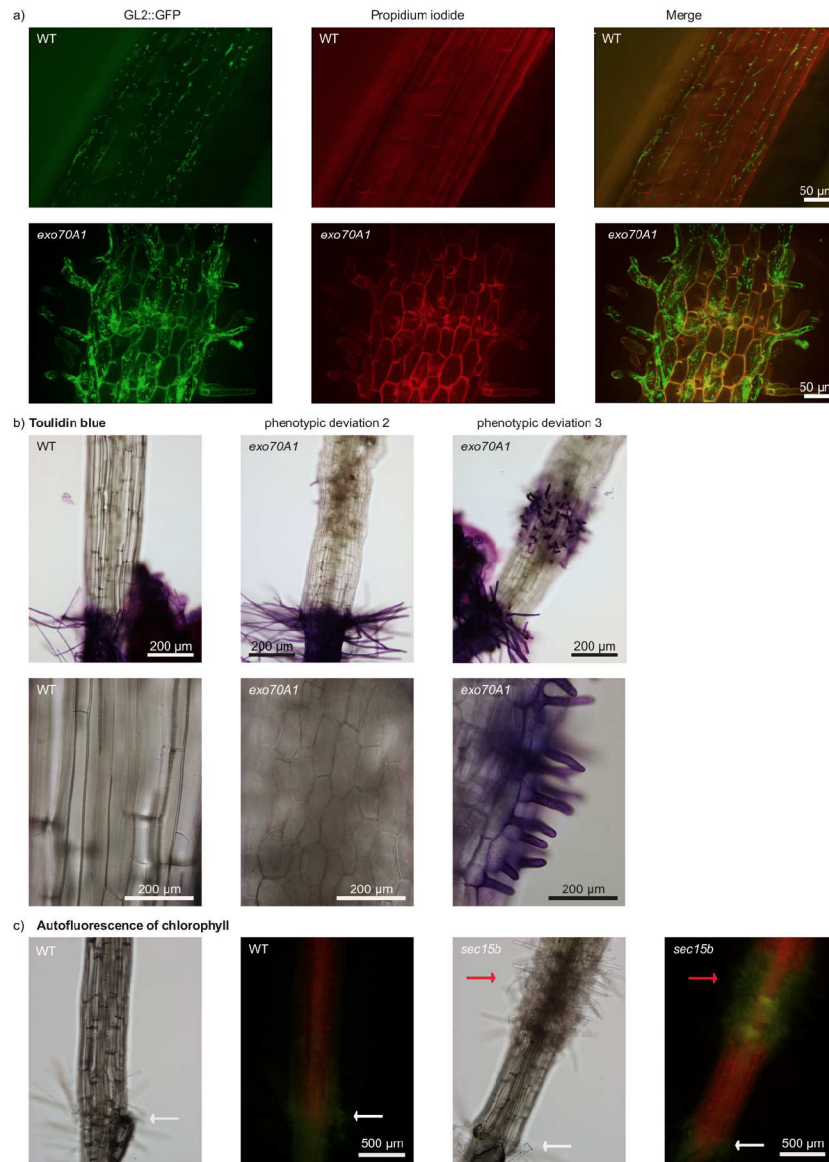 a)
GL2::GFP Propidium iodide Merge
WT WT WT
50 µm
exo70A1 exo70A1 exo70A1
50 µm
b) Toulidin blue phenotypic deviation 2 phenotypic deviation 3
WT exo70A1 exo70A1
200 µm 200 µm 200 µm
WT exo70A1 exo70A1
200 µm 200 µm 200 µm
c) Autofluorescence of chlorophyll
WT WT sec15b sec15b
500 µm 500 µm